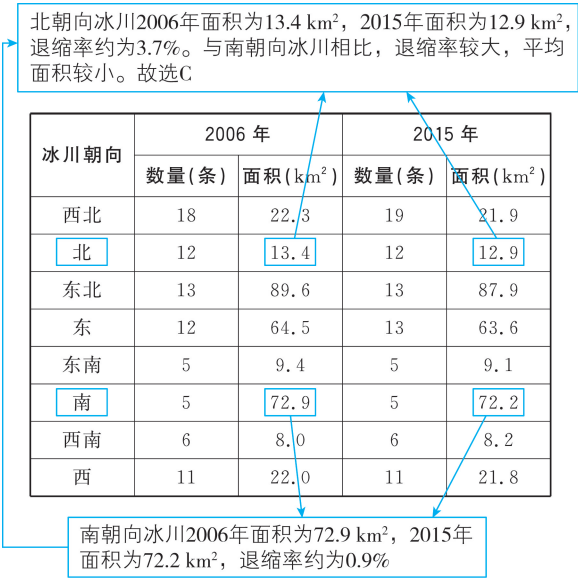 北朝向冰川2006年面积为13.4 km²，2015年面积为12.9 km²，
退缩率约为3.7%。与南朝向冰川相比，退缩率较大，平均
面积较小。故选C
冰川朝向 2006 年 2015 年
数量(条) 面积(km²) 数量(条) 面积(km²)
西北 18 22.3 19 21.9
北 12 13.4 12 12.9
东北 13 89.6 13 87.9
东 12 64.5 13 63.6
东南 5 9.4 5 9.1
南 5 72.9 5 72.2
西南 6 8.0 6 8.2
西 11 22.0 11 21.8
南朝向冰川2006年面积为72.9 km²，2015年
面积为72.2 km²，退缩率约为0.9%